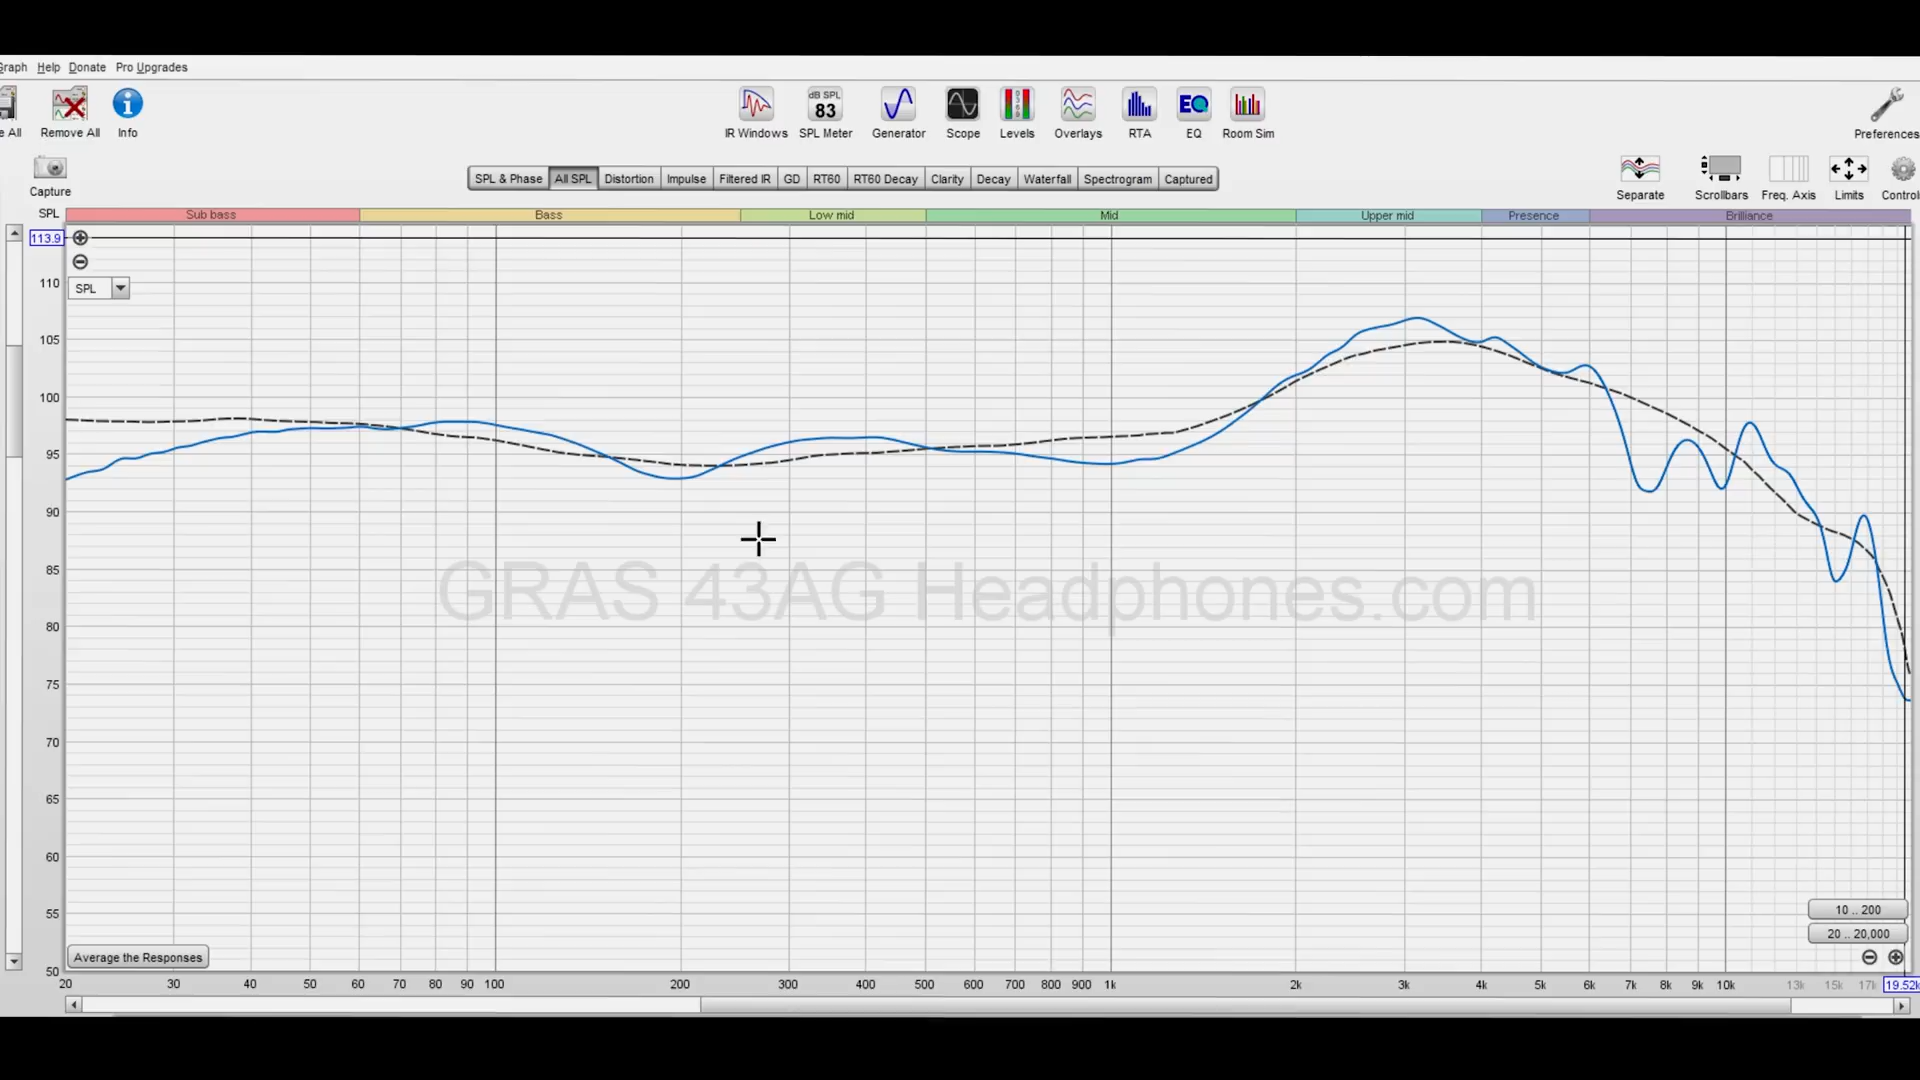 Graph Help Donate Pro Upgrades
dB SPL
83
e All Remove All Info IR Windows SPL Meter Generator Scope Levels Overlays RTA EQ Room Sim Preferences
Capture
SPL & Phase All SPL Distortion Impulse Filtered IR GD RT60 RT60 Decay Clarity Decay Waterfall Spectrogram Captured
Separate Scrollbars Freq. Axis Limits Control
SPL Sub bass Bass Low mid Mid Upper mid Presence Brilliance
113.9
110
SPL
105
100
95
90
85
GRAS 43AG Headphones.com
80
75
70
65
60
55
10 .. 200
20 .. 20,000
Average the Responses
50
20 30 40 50 60 70 80 90 100 200 300 400 500 600 700 800 900 1k 2k 3k 4k 5k 6k 7k 8k 9k 10k 13k 15k 17k 19.52k